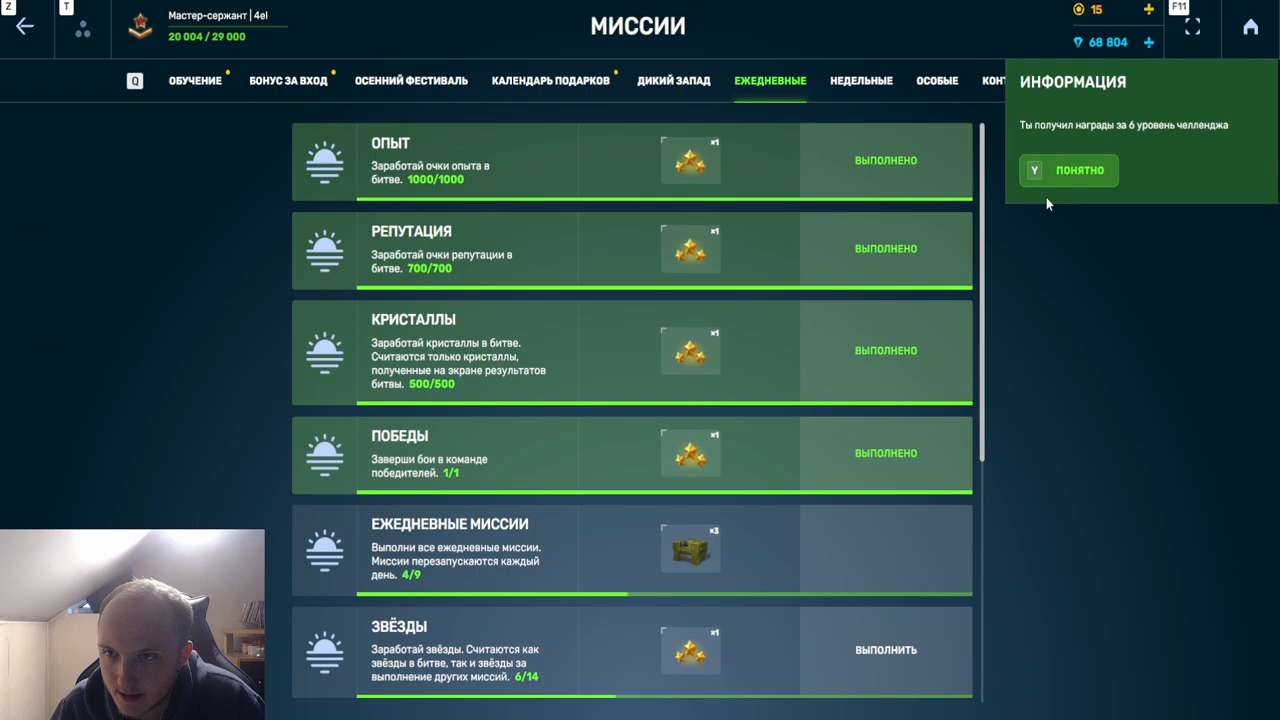 Z
T
Мастер-сержант | 4el
20 004 / 29 000
МИССИИ
15
68 804
F11
Q
ОБУЧЕНИЕ
БОНУС ЗА ВХОД
ОСЕННИЙ ФЕСТИВАЛЬ
КАЛЕНДАРЬ ПОДАРКОВ
ДИКИЙ ЗАПАД
ЕЖЕДНЕВНЫЕ
НЕДЕЛЬНЫЕ
ОСОБЫЕ
КОН
ИНФОРМАЦИЯ
Ты получил награды за 6 уровень челленджа
Y ПОНЯТНО
ОПЫТ
Заработай очки опыта в
битве. 1000/1000
x1
ВЫПОЛНЕНО
РЕПУТАЦИЯ
Заработай очки репутации в
битве. 700/700
x1
ВЫПОЛНЕНО
КРИСТАЛЛЫ
Заработай кристаллы в битве.
Считаются только кристаллы,
полученные на экране результатов
битвы. 500/500
x1
ВЫПОЛНЕНО
ПОБЕДЫ
Заверши бои в команде
победителей. 1/1
x1
ВЫПОЛНЕНО
ЕЖЕДНЕВНЫЕ МИССИИ
Выполни все ежедневные миссии.
Миссии перезапускаются каждый
день. 4/9
x3
ЗВЁЗДЫ
Заработай звёзды. Считаются как
звёзды в битве, так и звёзды за
выполнение других миссий. 6/14
x1
ВЫПОЛНИТЬ